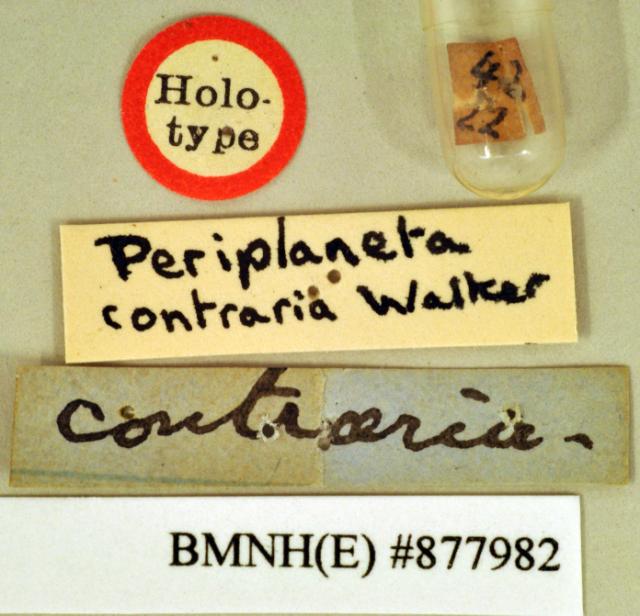 Holo-
type
Periplaneta
contraria Walker
contraria-
BMNH(E) #877982